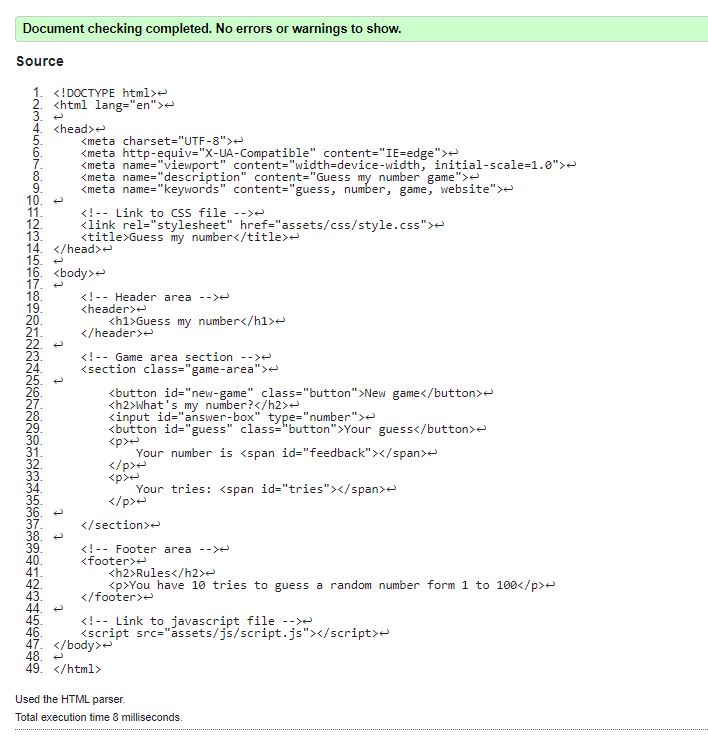 Document checking completed. No errors or warnings to show.
Source
1. <!DOCTYPE html>↩
2. <html lang="en">↩
3. ↩
4. <head>↩
5.     <meta charset="UTF-8">↩
6.     <meta http-equiv="X-UA-Compatible" content="IE=edge">↩
7.     <meta name="viewport" content="width=device-width, initial-scale=1.0">↩
8.     <meta name="description" content="Guess my number game">↩
9.     <meta name="keywords" content="guess, number, game, website">↩
10. ↩
11.     <!-- Link to CSS file -->↩
12.     <link rel="stylesheet" href="assets/css/style.css">↩
13.     <title>Guess my number</title>↩
14. </head>↩
15. ↩
16. <body>↩
17. ↩
18.     <!-- Header area -->↩
19.     <header>↩
20.         <h1>Guess my number</h1>↩
21.     </header>↩
22. ↩
23.     <!-- Game area section -->↩
24.     <section class="game-area">↩
25. ↩
26.         <button id="new-game" class="button">New game</button>↩
27.         <h2>What's my number?</h2>↩
28.         <input id="answer-box" type="number">↩
29.         <button id="guess" class="button">Your guess</button>↩
30.         <p>↩
31.             Your number is <span id="feedback"></span>↩
32.         </p>↩
33.         <p>↩
34.             Your tries: <span id="tries"></span>↩
35.         </p>↩
36. ↩
37.     </section>↩
38. ↩
39.     <!-- Footer area -->↩
40.     <footer>↩
41.         <h2>Rules</h2>↩
42.         <p>You have 10 tries to guess a random number form 1 to 100</p>↩
43.     </footer>↩
44. ↩
45.     <!-- Link to javascript file -->↩
46.     <script src="assets/js/script.js"></script>↩
47. </body>↩
48. ↩
49. </html>
Used the HTML parser.
Total execution time 8 milliseconds.